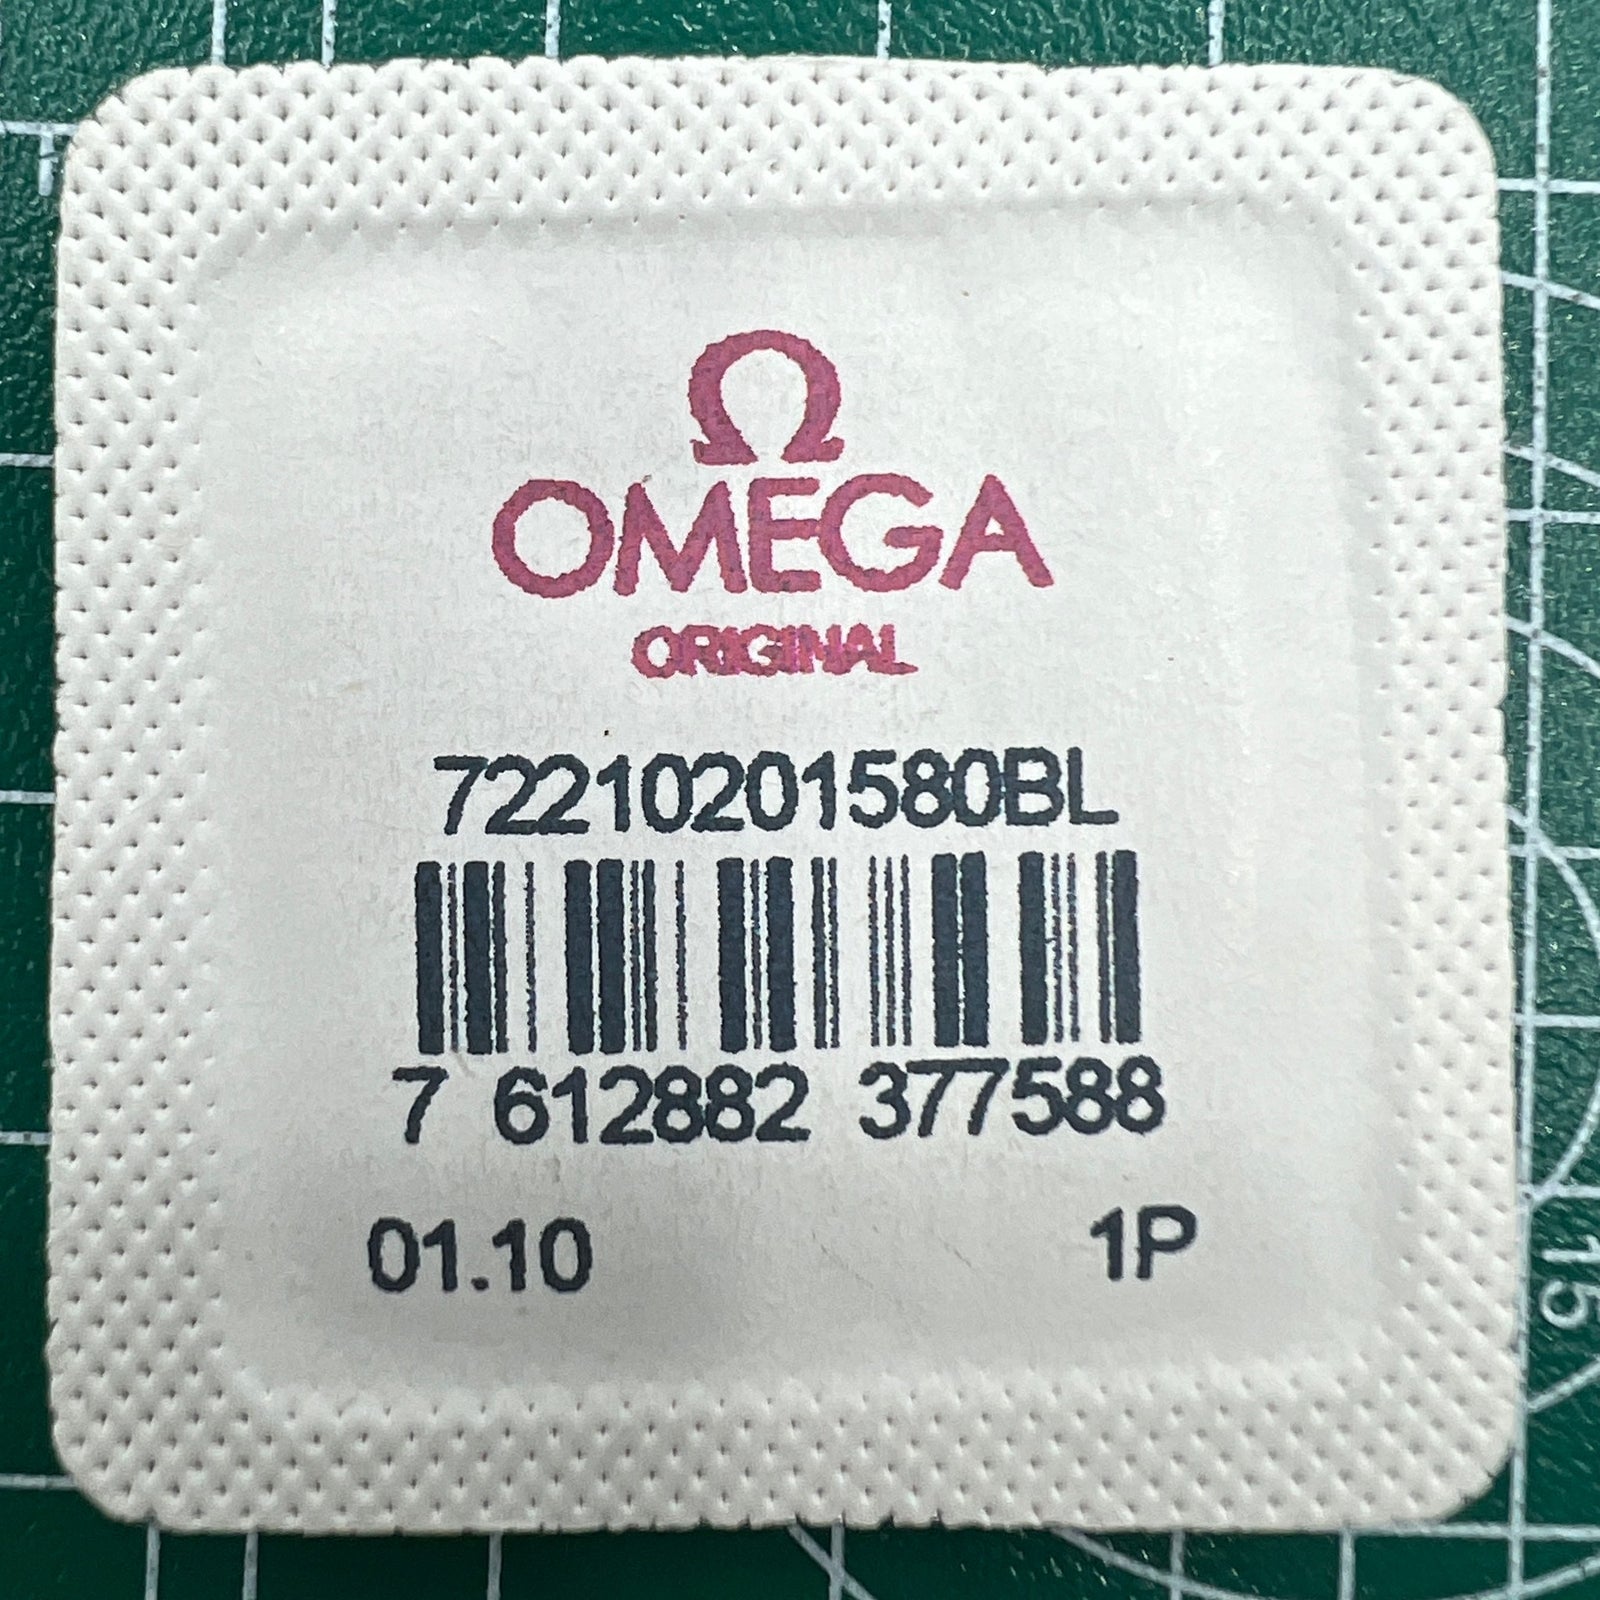 Ω
OMEGA
ORIGINAL
72210201580BL
7 612882 377588
01.10 1P
15